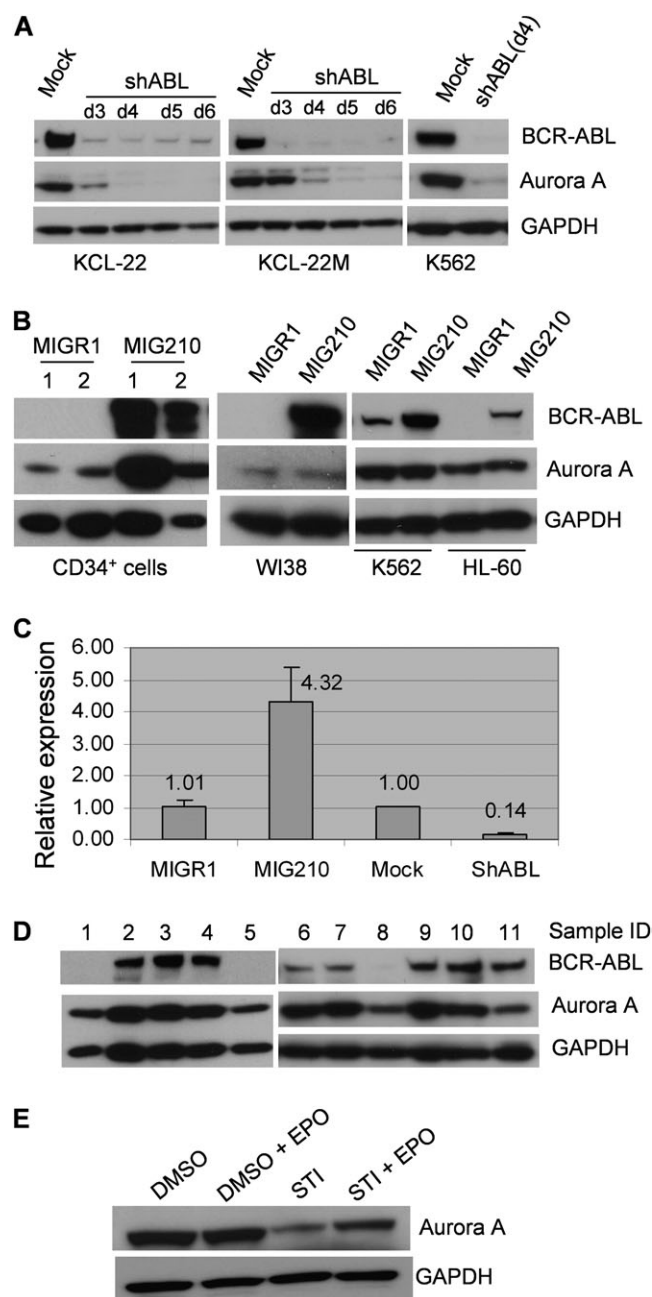 A
Mock
shABL
Mock
shABL
Mock
shABL(d4)
d3 d4 d5 d6
d3 d4 d5 d6
BCR-ABL
Aurora A
GAPDH
KCL-22
KCL-22M
K562
B
MIGR1
MIG210
MIGR1
MIG210
MIGR1
MIG210
MIGR1
MIG210
1 2 1 2
BCR-ABL
Aurora A
GAPDH
CD34+ cells
WI38
K562
HL-60
C
Relative expression
6.00
5.00
4.00
3.00
2.00
1.00
0.00
1.01
4.32
1.00
0.14
MIGR1
MIG210
Mock
ShABL
D
1 2 3 4 5 6 7 8 9 10 11 Sample ID
BCR-ABL
Aurora A
GAPDH
E
DMSO
DMSO + EPO
STI
STI + EPO
Aurora A
GAPDH